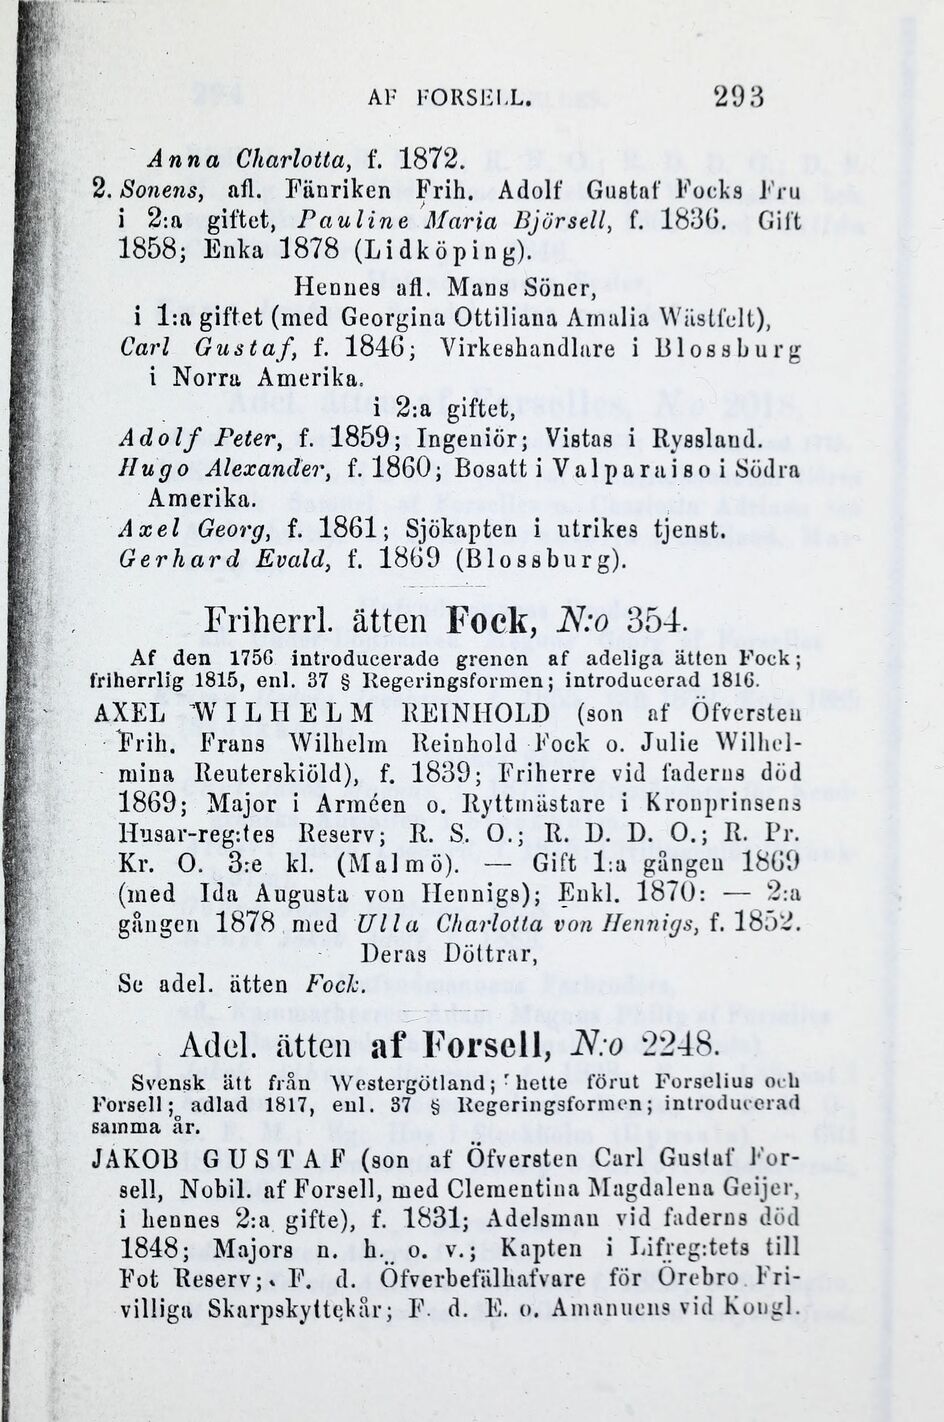 AF FORSELL. 293
Anna Charlotta, f. 1872.
2. Sonens, afl. Fänriken Frih. Adolf Gustaf Focks Fru
i 2:a giftet, Pauline Maria Björsell, f. 1836. Gift
1858; Enka 1878 (Lidköping).
Hennes afl. Mans Söner,
i 1:a giftet (med Georgina Ottiliana Amalia Wästfelt),
Carl Gustaf, f. 1846; Virkeshandlare i Blossburg
i Norra Amerika.
i 2:a giftet,
Adolf Peter, f. 1859; Ingeniör; Vistas i Ryssland.
Hugo Alexander, f. 1860; Bosatt i Valparaiso i Södra
Amerika.
Axel Georg, f. 1861; Sjökapten i utrikes tjenst.
Gerhard Evald, f. 1869 (Blossburg).
Friherrl. ätten Fock, N:o 354.
Af den 1756 introducerade grenen af adeliga ätten Fock;
friherrlig 1815, enl. 37 § Regeringsformen; introducerad 1816.
AXEL WILHELM REINHOLD (son af Öfversten
Frih. Frans Wilhelm Reinhold Fock o. Julie Wilhel-
mina Reuterskiöld), f. 1839; Friherre vid faderns död
1869; Major i Arméen o. Ryttmästare i Kronprinsens
Husar-reg:tes Reserv; R. S. O.; R. D. D. O.; R. Pr.
Kr. O. 3:e kl. (Malmö). — Gift 1:a gången 1869
(med Ida Augusta von Hennigs); Enkl. 1870: — 2:a
gången 1878 med Ulla Charlotta von Hennigs, f. 1852.
Deras Döttrar,
Se adel. ätten Fock.
Adel. ätten af Forsell, N:o 2248.
Svensk ätt från Westergötland; hette förut Forselius och
Forsell; adlad 1817, enl. 37 § Regeringsformen; introducerad
samma år.
JAKOB GUSTAF (son af Öfversten Carl Gustaf For-
sell, Nobil. af Forsell, med Clementina Magdalena Geijer,
i hennes 2:a gifte), f. 1831; Adelsman vid faderns död
1848; Majors n. h. o. v.; Kapten i Lifreg:tets till
Fot Reserv; F. d. Öfverbefälhafvare för Örebro Fri-
villiga Skarpskyttekår; F. d. E. o. Amanuens vid Kongl.